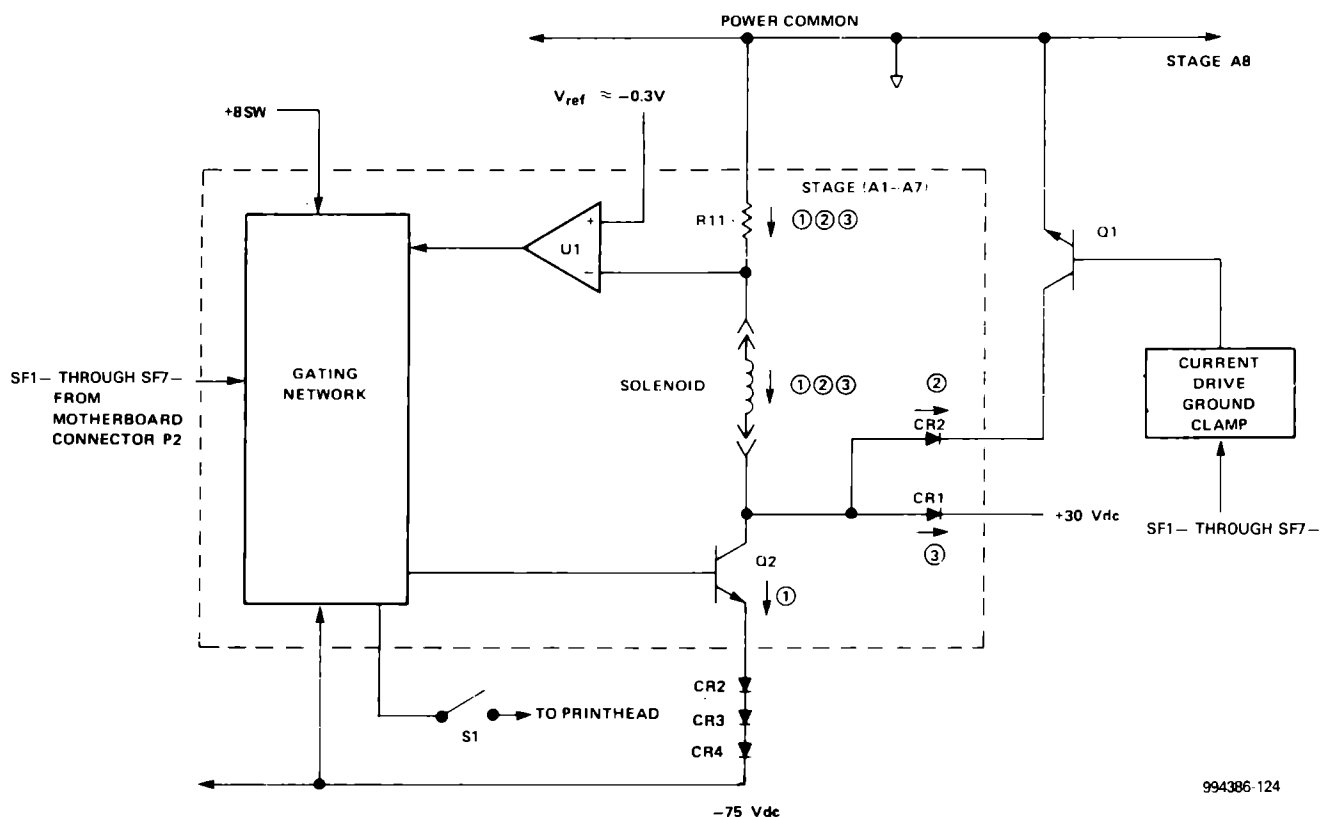 POWER COMMON
STAGE A8
Vref ≈ −0.3V
+8SW
STAGE (A1–A7)
R11
①②③
U1
+
−
Q1
SF1− THROUGH SF7−
FROM
MOTHERBOARD
CONNECTOR P2
GATING
NETWORK
SOLENOID
①②③
②
CR2
CURRENT
DRIVE
GROUND
CLAMP
CR1
+30 Vdc
③
SF1− THROUGH SF7−
Q2
①
CR2
CR3
CR4
TO PRINTHEAD
S1
−75 Vdc
994386-124